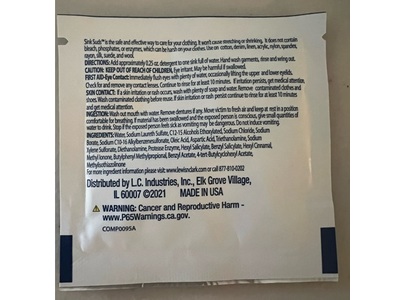 Sink Suds™ is the safe and effective way to care for your clothing. It won't cause stretching or shrinking. It does not contain
bleach, phosphates, or enzymes, which can be harsh on your clothes. Use on cotton, denim, linen, acrylic, nylon, spandex,
rayon, silk, suede, and wool.
DIRECTIONS: Add approximately 0.25 oz. detergent to one sink full of water. Hand wash garments, rinse and wring out.
CAUTION: KEEP OUT OF REACH OF CHILDREN, Eye irritant. May be harmful if swallowed.
FIRST AID-Eye Contact: Immediately flush eyes with plenty of water, occasionally lifting the upper and lower eyelids.
Check for and remove any contact lenses. Continue to rinse for at least 10 minutes. If irritation persists, get medical attention.
SKIN CONTACT: If a skin irritation or rash occurs, wash with plenty of soap and water. Remove contaminated clothes and
shoes. Wash contaminated clothing before reuse. If skin irritation or rash persist continue to rinse for at least 10 minutes
and get medical attention.
INGESTION: Wash out mouth with water. Remove dentures if any. Move victim to fresh air and keep at rest in a position
comfortable for breathing. If material has been swallowed and the exposed person is conscious, give small quantities of
water to drink. Stop if the exposed person feels sick as vomiting may be dangerous. Do not induce vomiting.
INGREDIENTS: Water, Sodium Laureth Sulfate, C12-15 Alcohols Ethoxylated, Sodium Chloride, Sodium
Borate, Sodium C10-16 Alkylbenzenesulfonate, Oleic Acid, Aspartic Acid, Triethanolamine, Sodium
Xylene Sulfonate, Diethanolamine, Protease Enzyme, Hexyl Salicylate, Benzyl Salicylate, Hexyl Cinnamal,
Methyl Ionone, Butylphenyl Methylpropional, Benzyl Acetate, 4-tert-Butylcyclohexyl Acetate,
Methylisothiazolinone
For more ingredient information please visit: www.lewisnclark.com or call 877-810-0202
Distributed by L.C. Industries, Inc., Elk Grove Village,
IL 60007 ©2021 MADE IN USA
WARNING: Cancer and Reproductive Harm -
www.P65Warnings.ca.gov.
COMP0095A